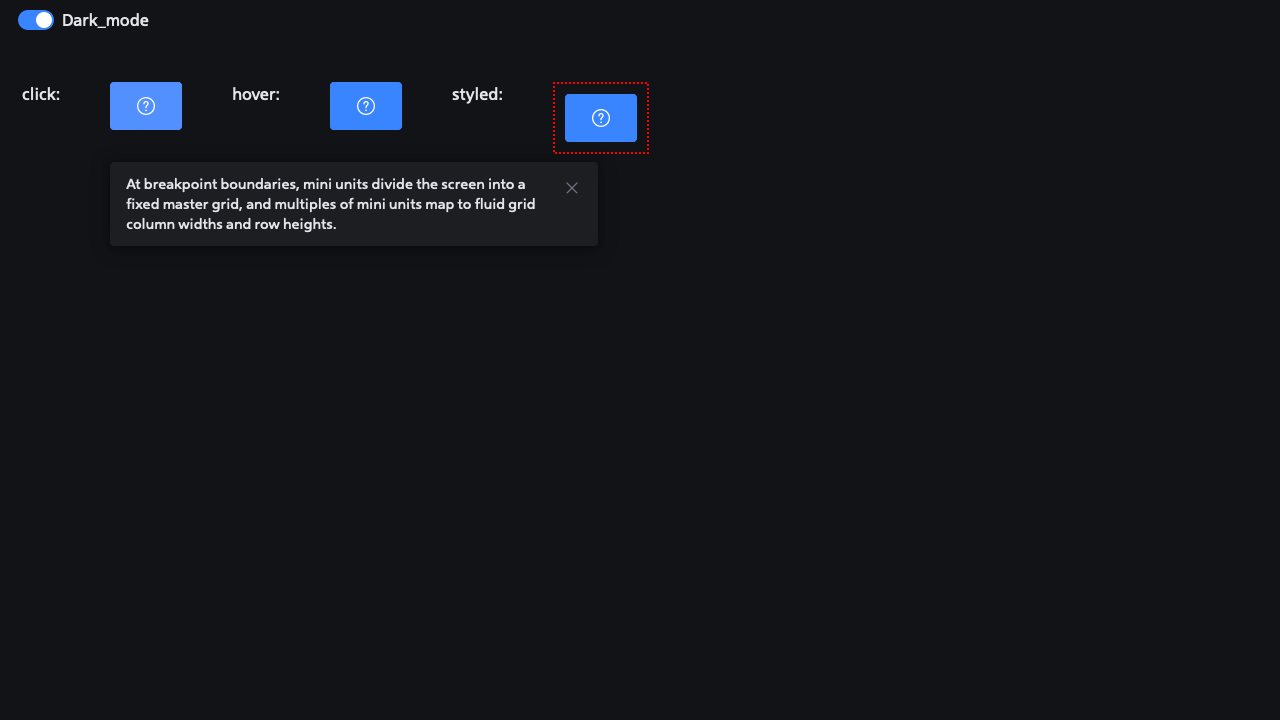 Dark_mode
click:
hover:
styled:
At breakpoint boundaries, mini units divide the screen into a
fixed master grid, and multiples of mini units map to fluid grid
column widths and row heights.